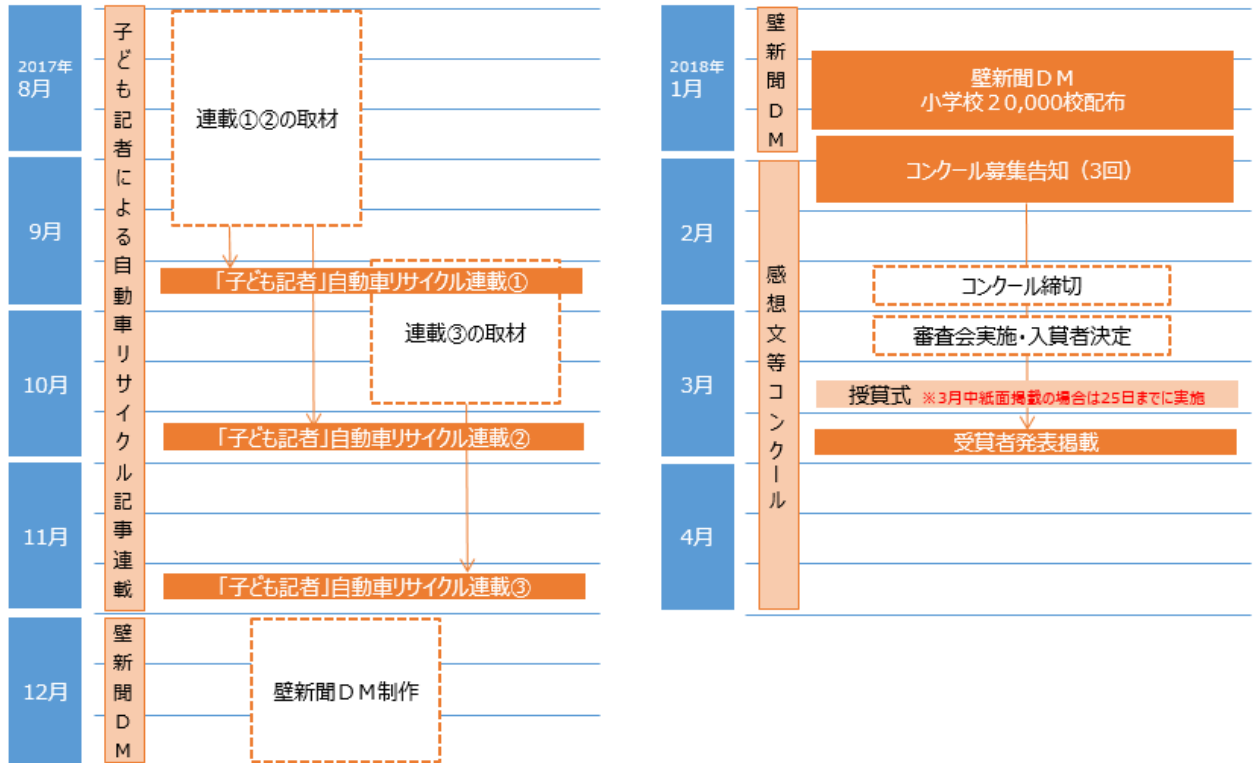 2017年
8月
9月
10月
11月
12月
子ども記者による自動車リサイクル記事連載
壁新聞ＤＭ
連載①②の取材
「子ども記者」自動車リサイクル連載①
連載③の取材
「子ども記者」自動車リサイクル連載②
「子ども記者」自動車リサイクル連載③
壁新聞ＤＭ制作
2018年
1月
2月
3月
4月
壁新聞ＤＭ
感想文等コンクール
壁新聞ＤＭ
小学校２０,０００校配布
コンクール募集告知（3回）
コンクール締切
審査会実施・入賞者決定
授賞式 ※3月中紙面掲載の場合は25日までに実施
受賞者発表掲載